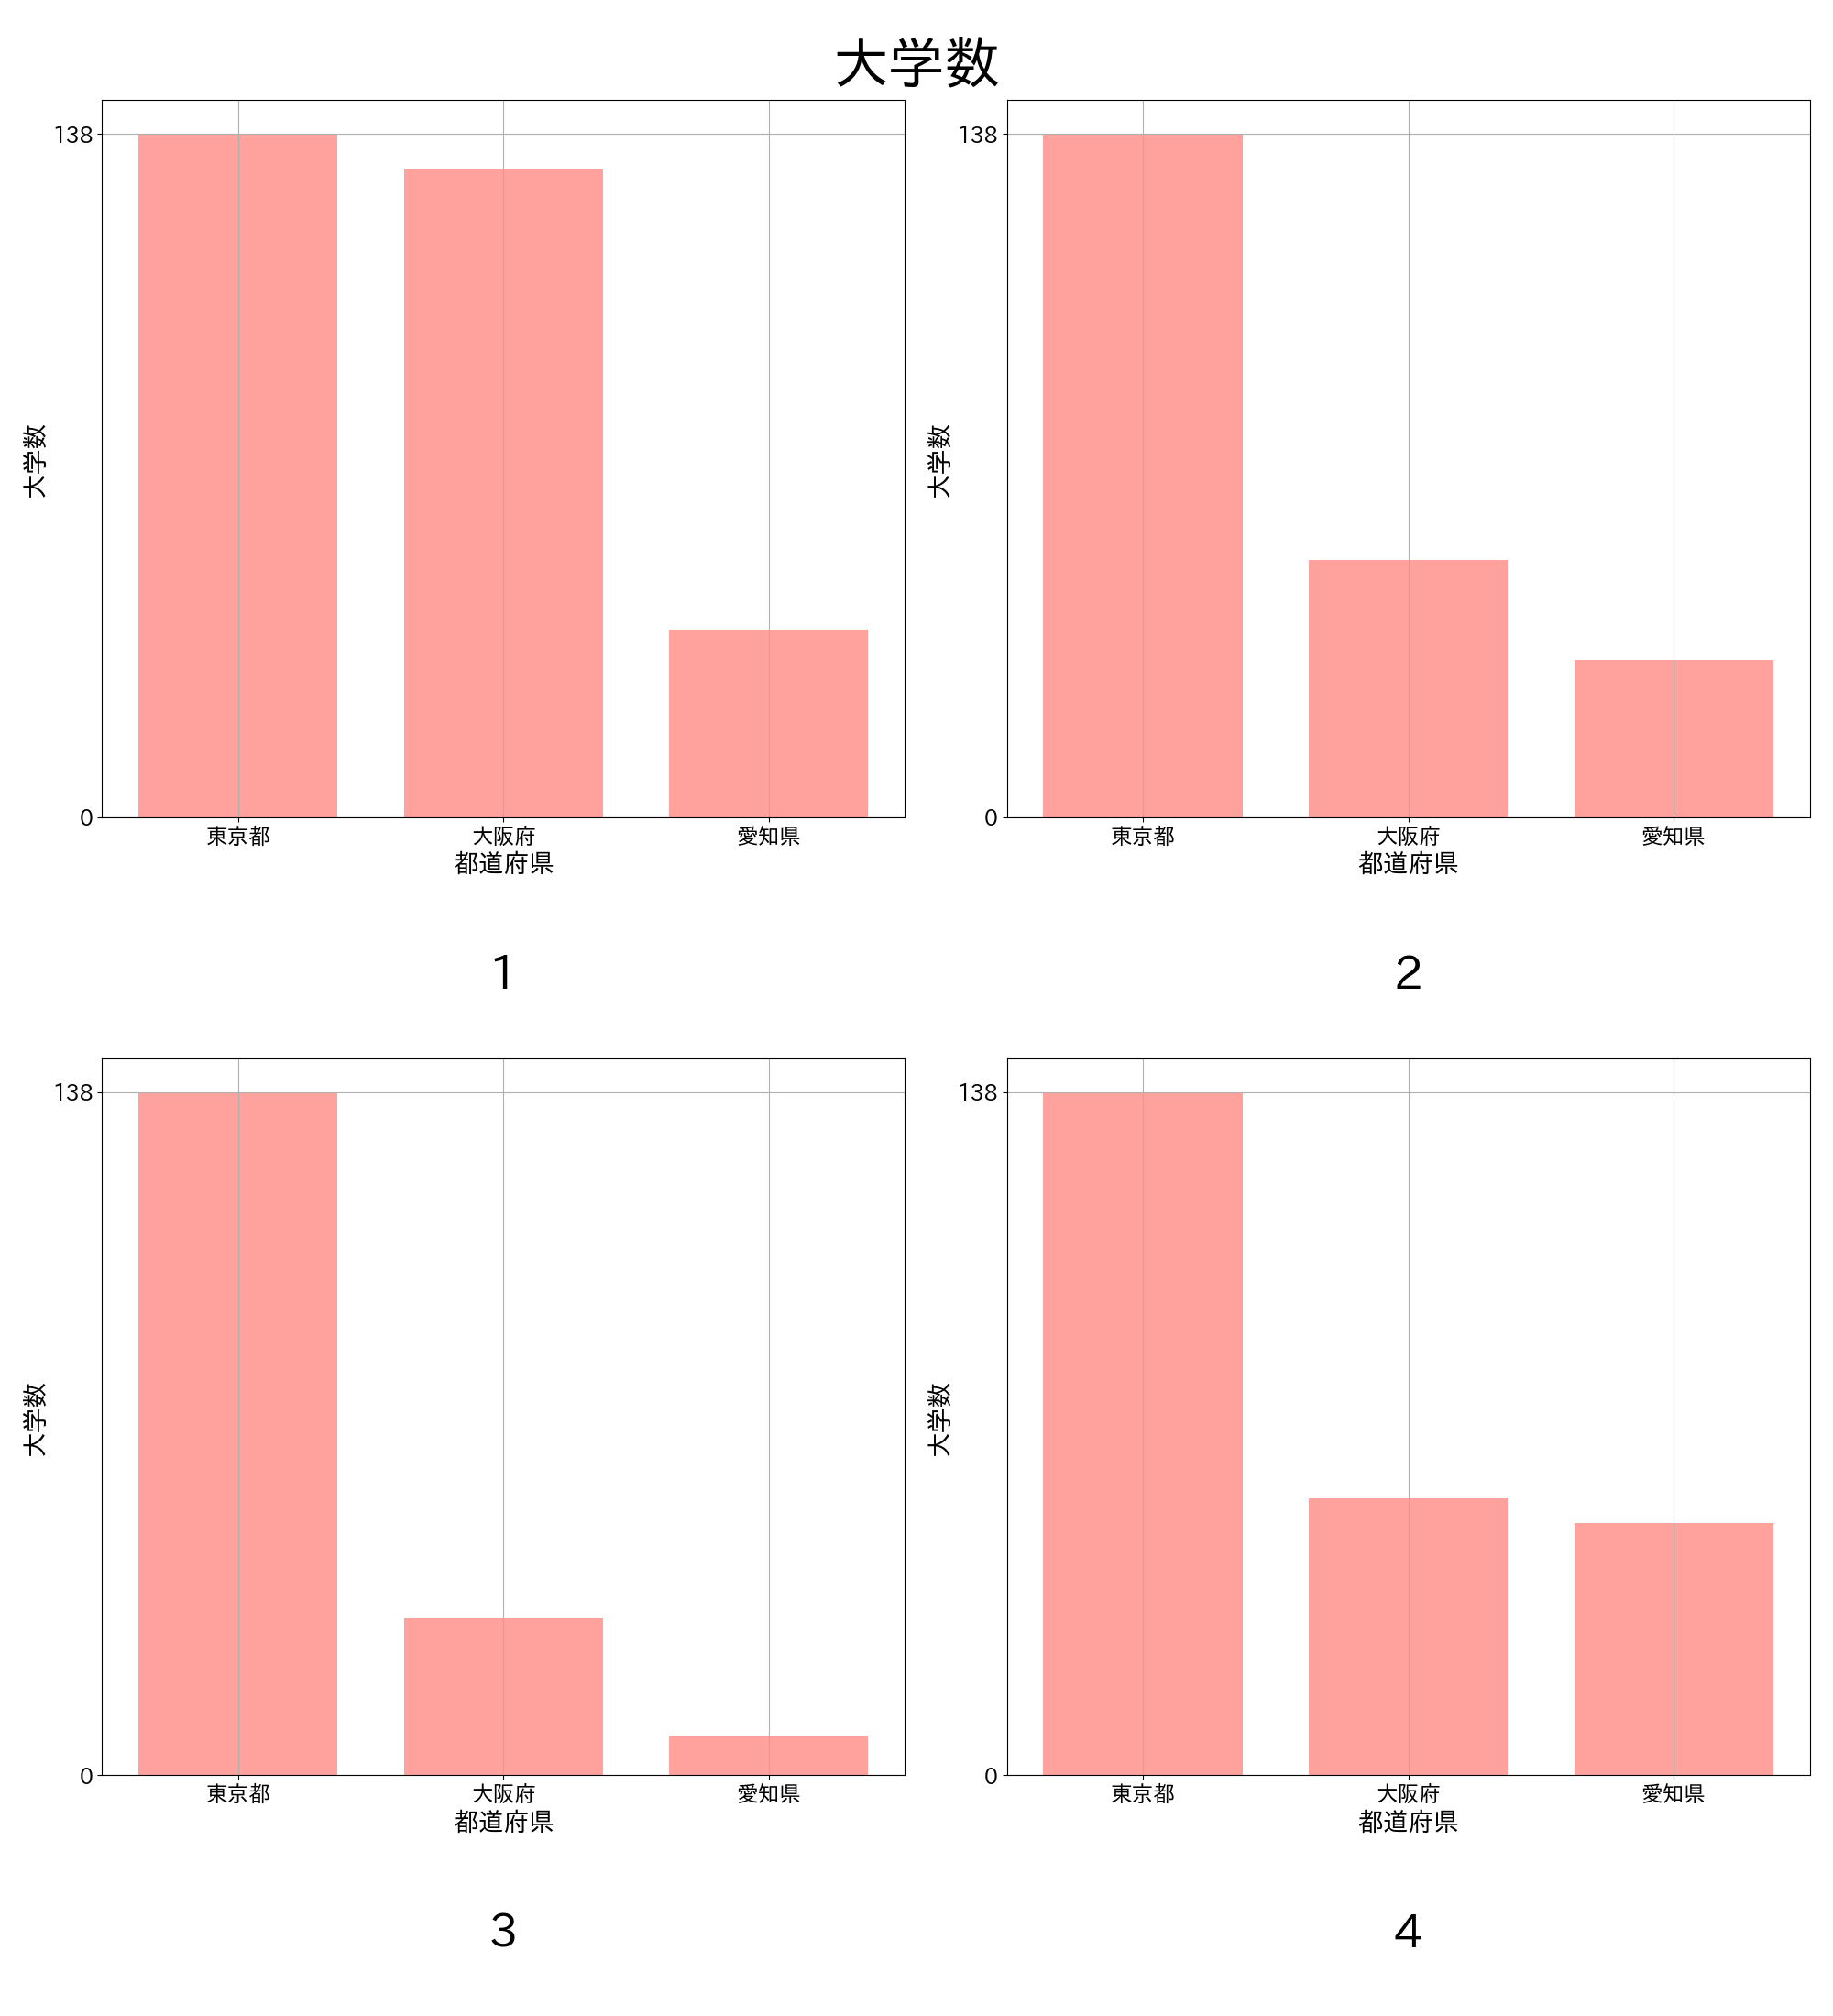 大学数
138
0
大学数
東京都 大阪府 愛知県
都道府県
1
138
0
大学数
東京都 大阪府 愛知県
都道府県
2
138
0
大学数
東京都 大阪府 愛知県
都道府県
3
138
0
大学数
東京都 大阪府 愛知県
都道府県
4